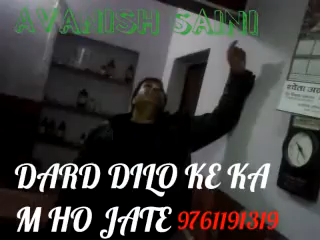 AVANISH SAINI
DARD DILO KE KA
M HO JATE 9761191319